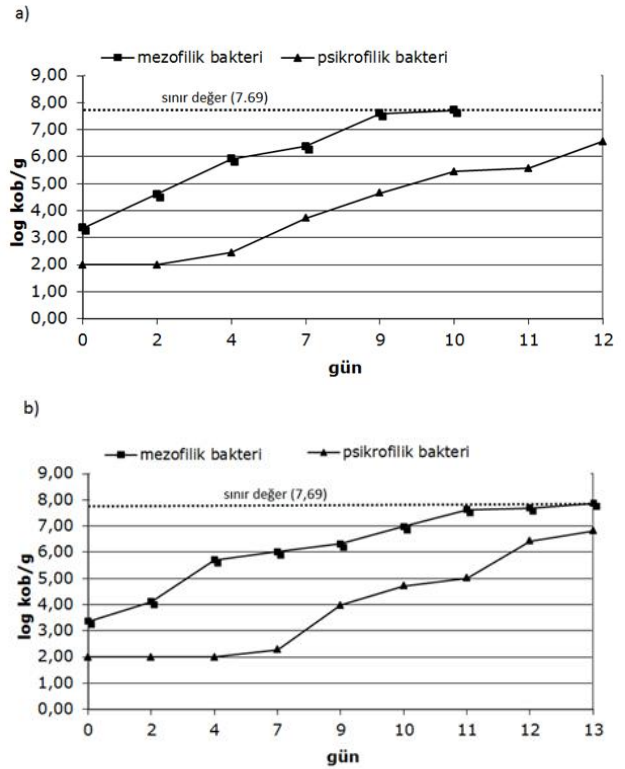 a)
mezofilik bakteri psikrofilik bakteri
9,00
sınır değer (7.69)
8,00
7,00
6,00
5,00
4,00
3,00
2,00
1,00
0,00
log kob/g
0 2 4 7 9 10 11 12
gün
b)
mezofilik bakteri psikrofilik bakteri
9,00
sınır değer (7,69)
8,00
7,00
6,00
5,00
4,00
3,00
2,00
1,00
0,00
log kob/g
0 2 4 7 9 10 11 12 13
gün